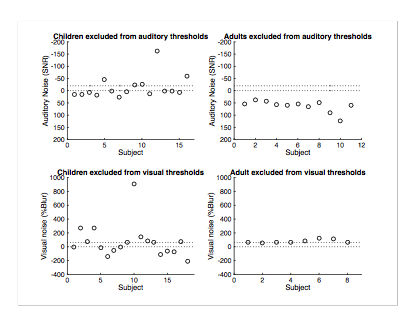 Children excluded from auditory thresholds
-200
-150
-100
-50
0
50
100
150
200
0 5 10 15
Auditory Noise (SNR)
Subject
Adults excluded from auditory thresholds
-200
-150
-100
-50
0
50
100
150
200
0 2 4 6 8 10 12
Auditory Noise (SNR)
Subject
Children excluded from visual thresholds
1000
800
600
400
200
0
-200
-400
0 5 10 15
Visual noise (%Blur)
Subject
Adult excluded from visual thresholds
1000
800
600
400
200
0
-200
-400
0 2 4 6 8
Visual noise (%Blur)
Subject